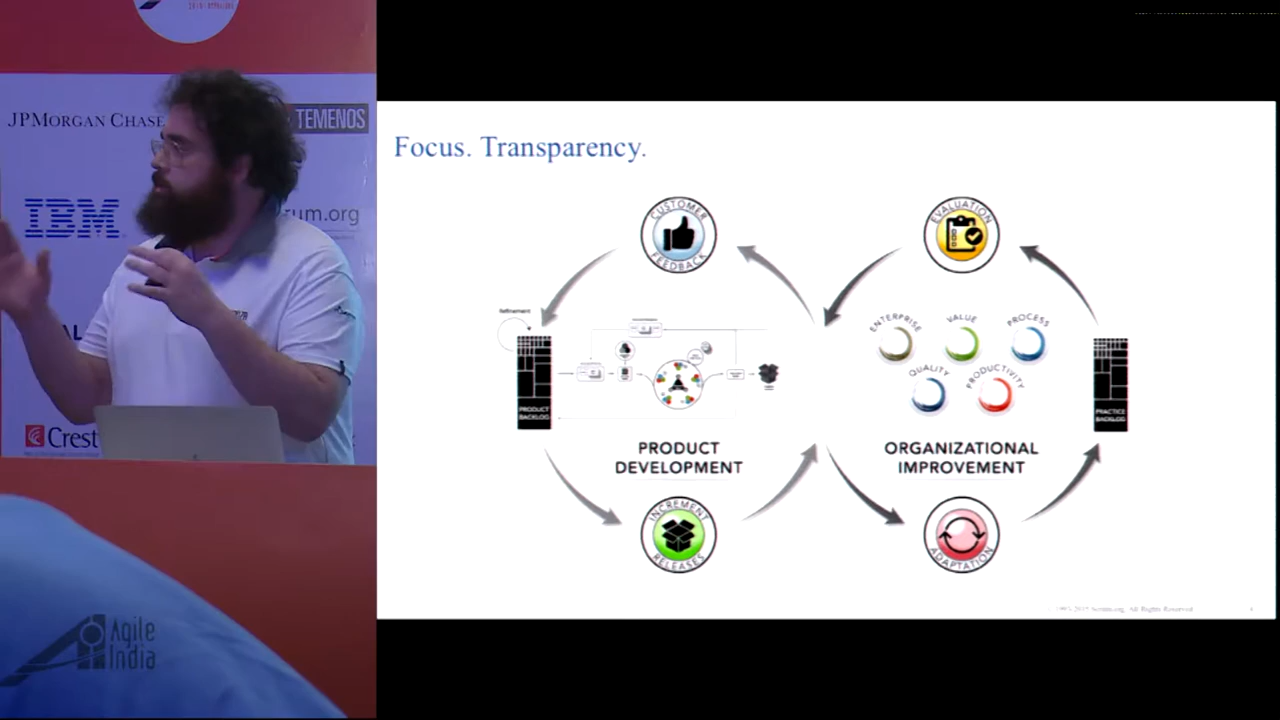 JPMORGAN CHASE
TEMENOS
IBM
um.org
AL
Crest
Agile
India
Focus. Transparency.
CUSTOMER
FEEDBACK
EVALUATION
Refinement
ENTERPRISE
VALUE
PROCESS
QUALITY
PRODUCTIVITY
PRODUCT
BACKLOG
PRACTICE
BACKLOG
PRODUCT
DEVELOPMENT
ORGANIZATIONAL
IMPROVEMENT
INCREMENT
RELEASES
ADAPTATION